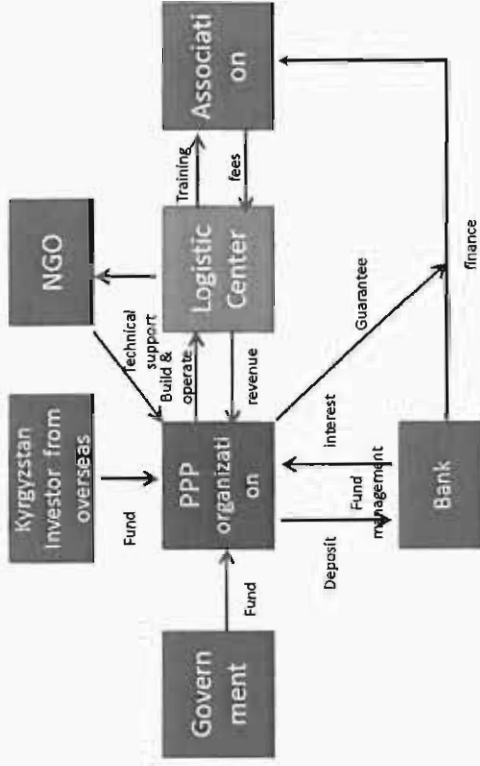 Kyrgyzstan
Investor from
overseas
NGO
Fund
Technical
support
Build &
operate
Training
Govern
ment
Fund
PPP
organizati
on
Logistic
Center
Associati
on
revenue
fees
Deposit
Fund
management
interest
Guarantee
Bank
finance